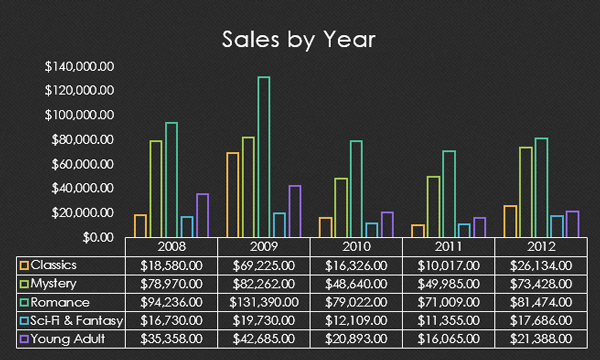 Sales by Year
$140,000.00
$120,000.00
$100,000.00
$80,000.00
$60,000.00
$40,000.00
$20,000.00
$0.00
2008 2009 2010 2011 2012
Classics $18,580.00 $69,225.00 $16,326.00 $10,017.00 $26,134.00
Mystery $78,970.00 $82,262.00 $48,640.00 $49,985.00 $73,428.00
Romance $94,236.00 $131,390.00 $79,022.00 $71,009.00 $81,474.00
Sci-Fi & Fantasy $16,730.00 $19,730.00 $12,109.00 $11,355.00 $17,686.00
Young Adult $35,358.00 $42,685.00 $20,893.00 $16,065.00 $21,388.00